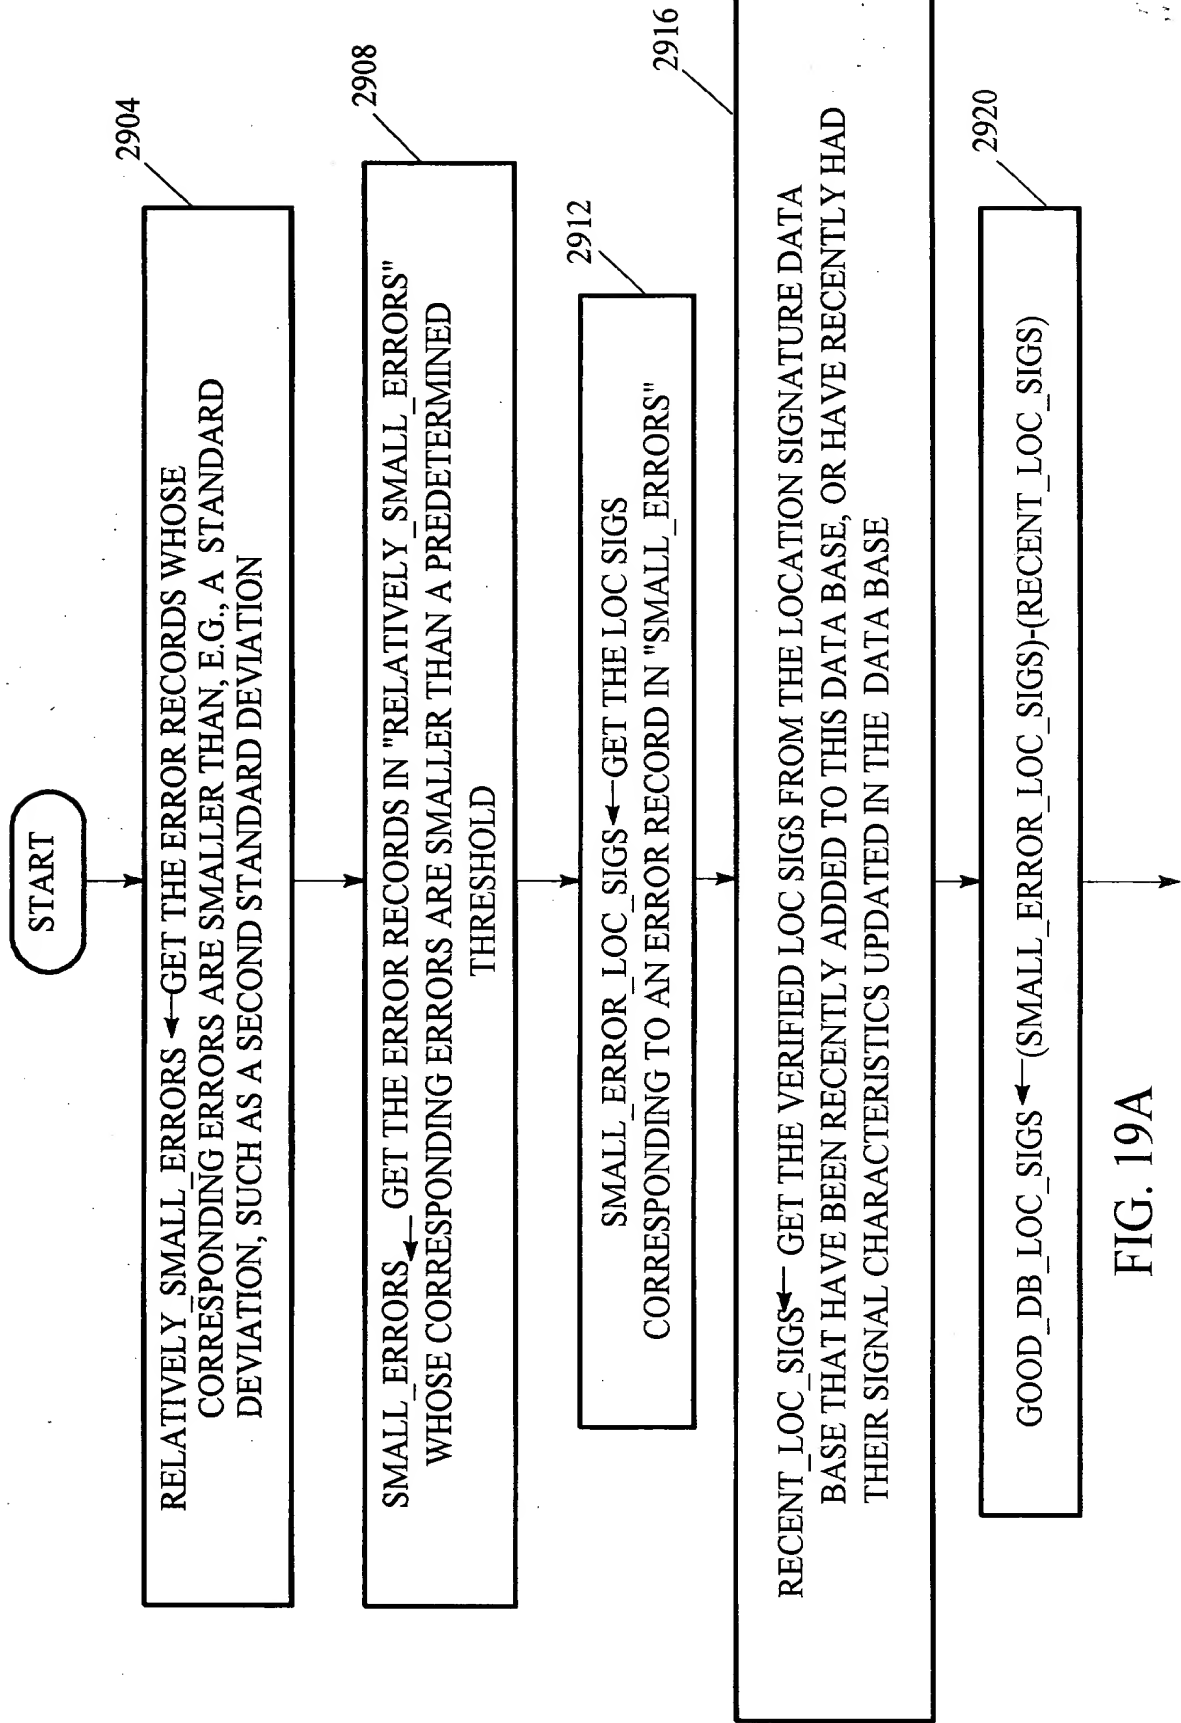 START
2904
RELATIVELY_SMALL_ERRORS ← GET THE ERROR RECORDS WHOSE
CORRESPONDING ERRORS ARE SMALLER THAN, E.G., A STANDARD
DEVIATION, SUCH AS A SECOND STANDARD DEVIATION
2908
SMALL_ERRORS ← GET THE ERROR RECORDS IN "RELATIVELY_SMALL_ERRORS"
WHOSE CORRESPONDING ERRORS ARE SMALLER THAN A PREDETERMINED
THRESHOLD
2912
SMALL_ERROR_LOC_SIGS ← GET THE LOC SIGS
CORRESPONDING TO AN ERROR RECORD IN "SMALL_ERRORS"
2916
RECENT_LOC_SIGS ← GET THE VERIFIED LOC SIGS FROM THE LOCATION SIGNATURE DATA
BASE THAT HAVE BEEN RECENTLY ADDED TO THIS DATA BASE, OR HAVE RECENTLY HAD
THEIR SIGNAL CHARACTERISTICS UPDATED IN THE DATA BASE
2920
GOOD_DB_LOC_SIGS ← (SMALL_ERROR_LOC_SIGS)-(RECENT_LOC_SIGS)
FIG. 19A